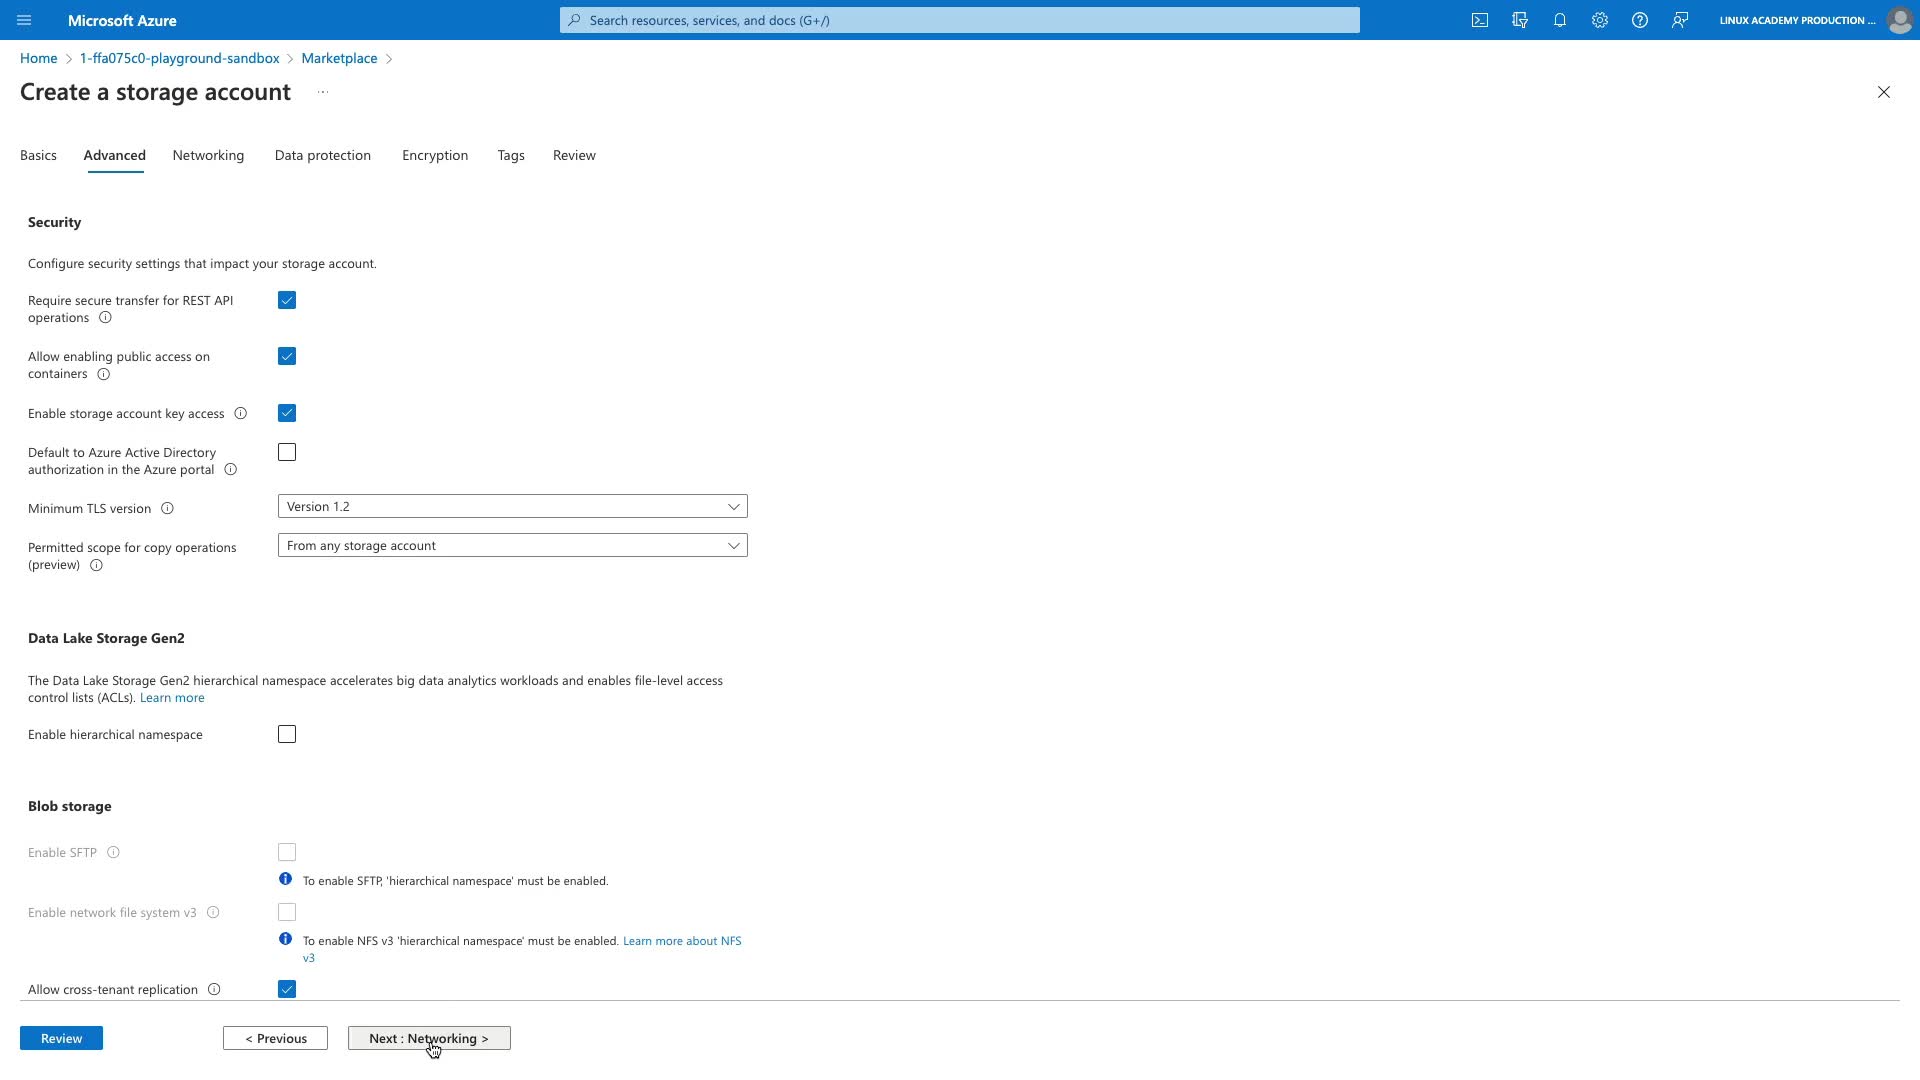 Microsoft Azure
Search resources, services, and docs (G+/)
LINUX ACADEMY PRODUCTION ...
Home > 1-ffa075c0-playground-sandbox > Marketplace >
Create a storage account ...
Basics Advanced Networking Data protection Encryption Tags Review
Security
Configure security settings that impact your storage account.
Require secure transfer for REST API
operations
Allow enabling public access on
containers
Enable storage account key access
Default to Azure Active Directory
authorization in the Azure portal
Minimum TLS version
Version 1.2
Permitted scope for copy operations
(preview)
From any storage account
Data Lake Storage Gen2
The Data Lake Storage Gen2 hierarchical namespace accelerates big data analytics workloads and enables file-level access
control lists (ACLs). Learn more
Enable hierarchical namespace
Blob storage
Enable SFTP
To enable SFTP, 'hierarchical namespace' must be enabled.
Enable network file system v3
To enable NFS v3 'hierarchical namespace' must be enabled. Learn more about NFS
v3
Allow cross-tenant replication
Review
< Previous
Next : Networking >